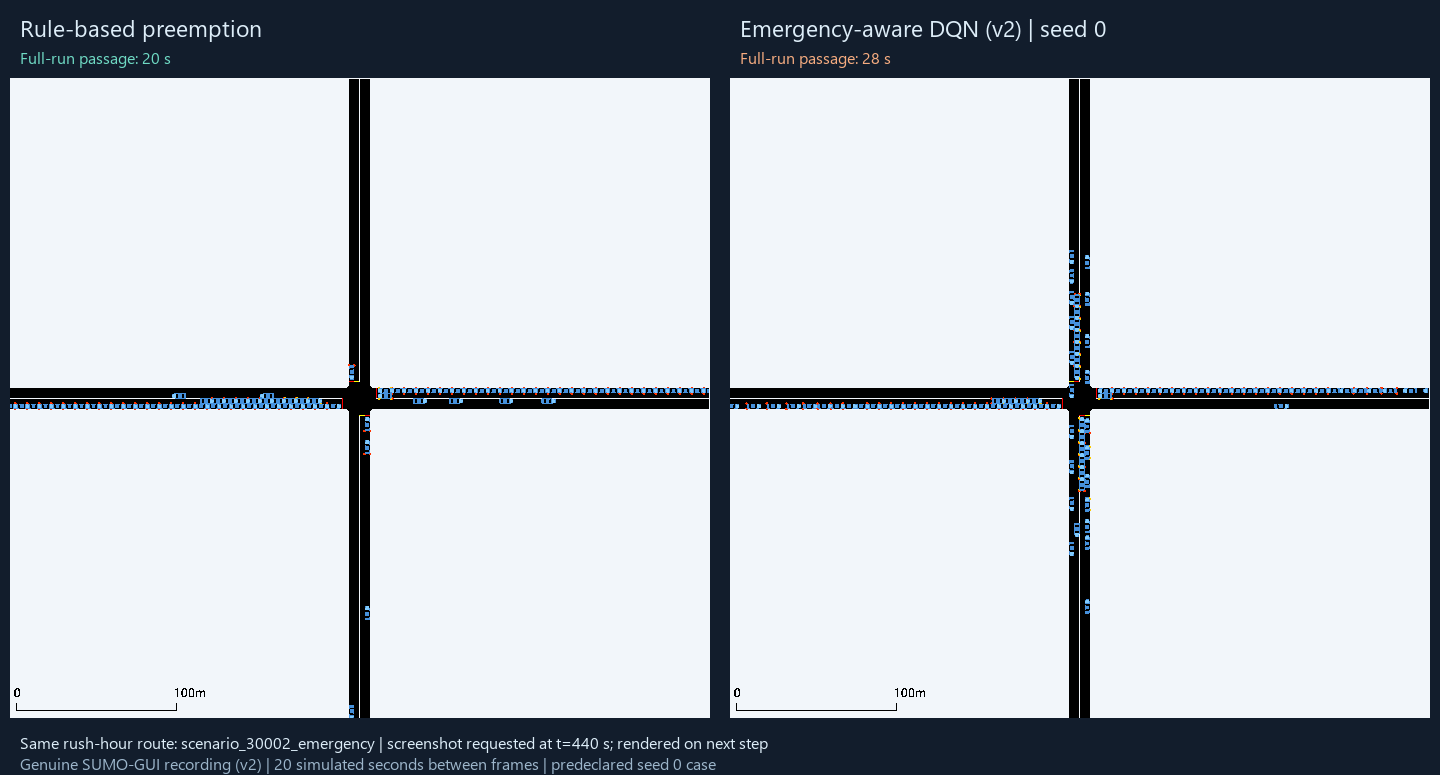 Rule-based preemption
Full-run passage: 20 s
Emergency-aware DQN (v2) | seed 0
Full-run passage: 28 s
0 100m
0 100m
Same rush-hour route: scenario_30002_emergency | screenshot requested at t=440 s; rendered on next step
Genuine SUMO-GUI recording (v2) | 20 simulated seconds between frames | predeclared seed 0 case